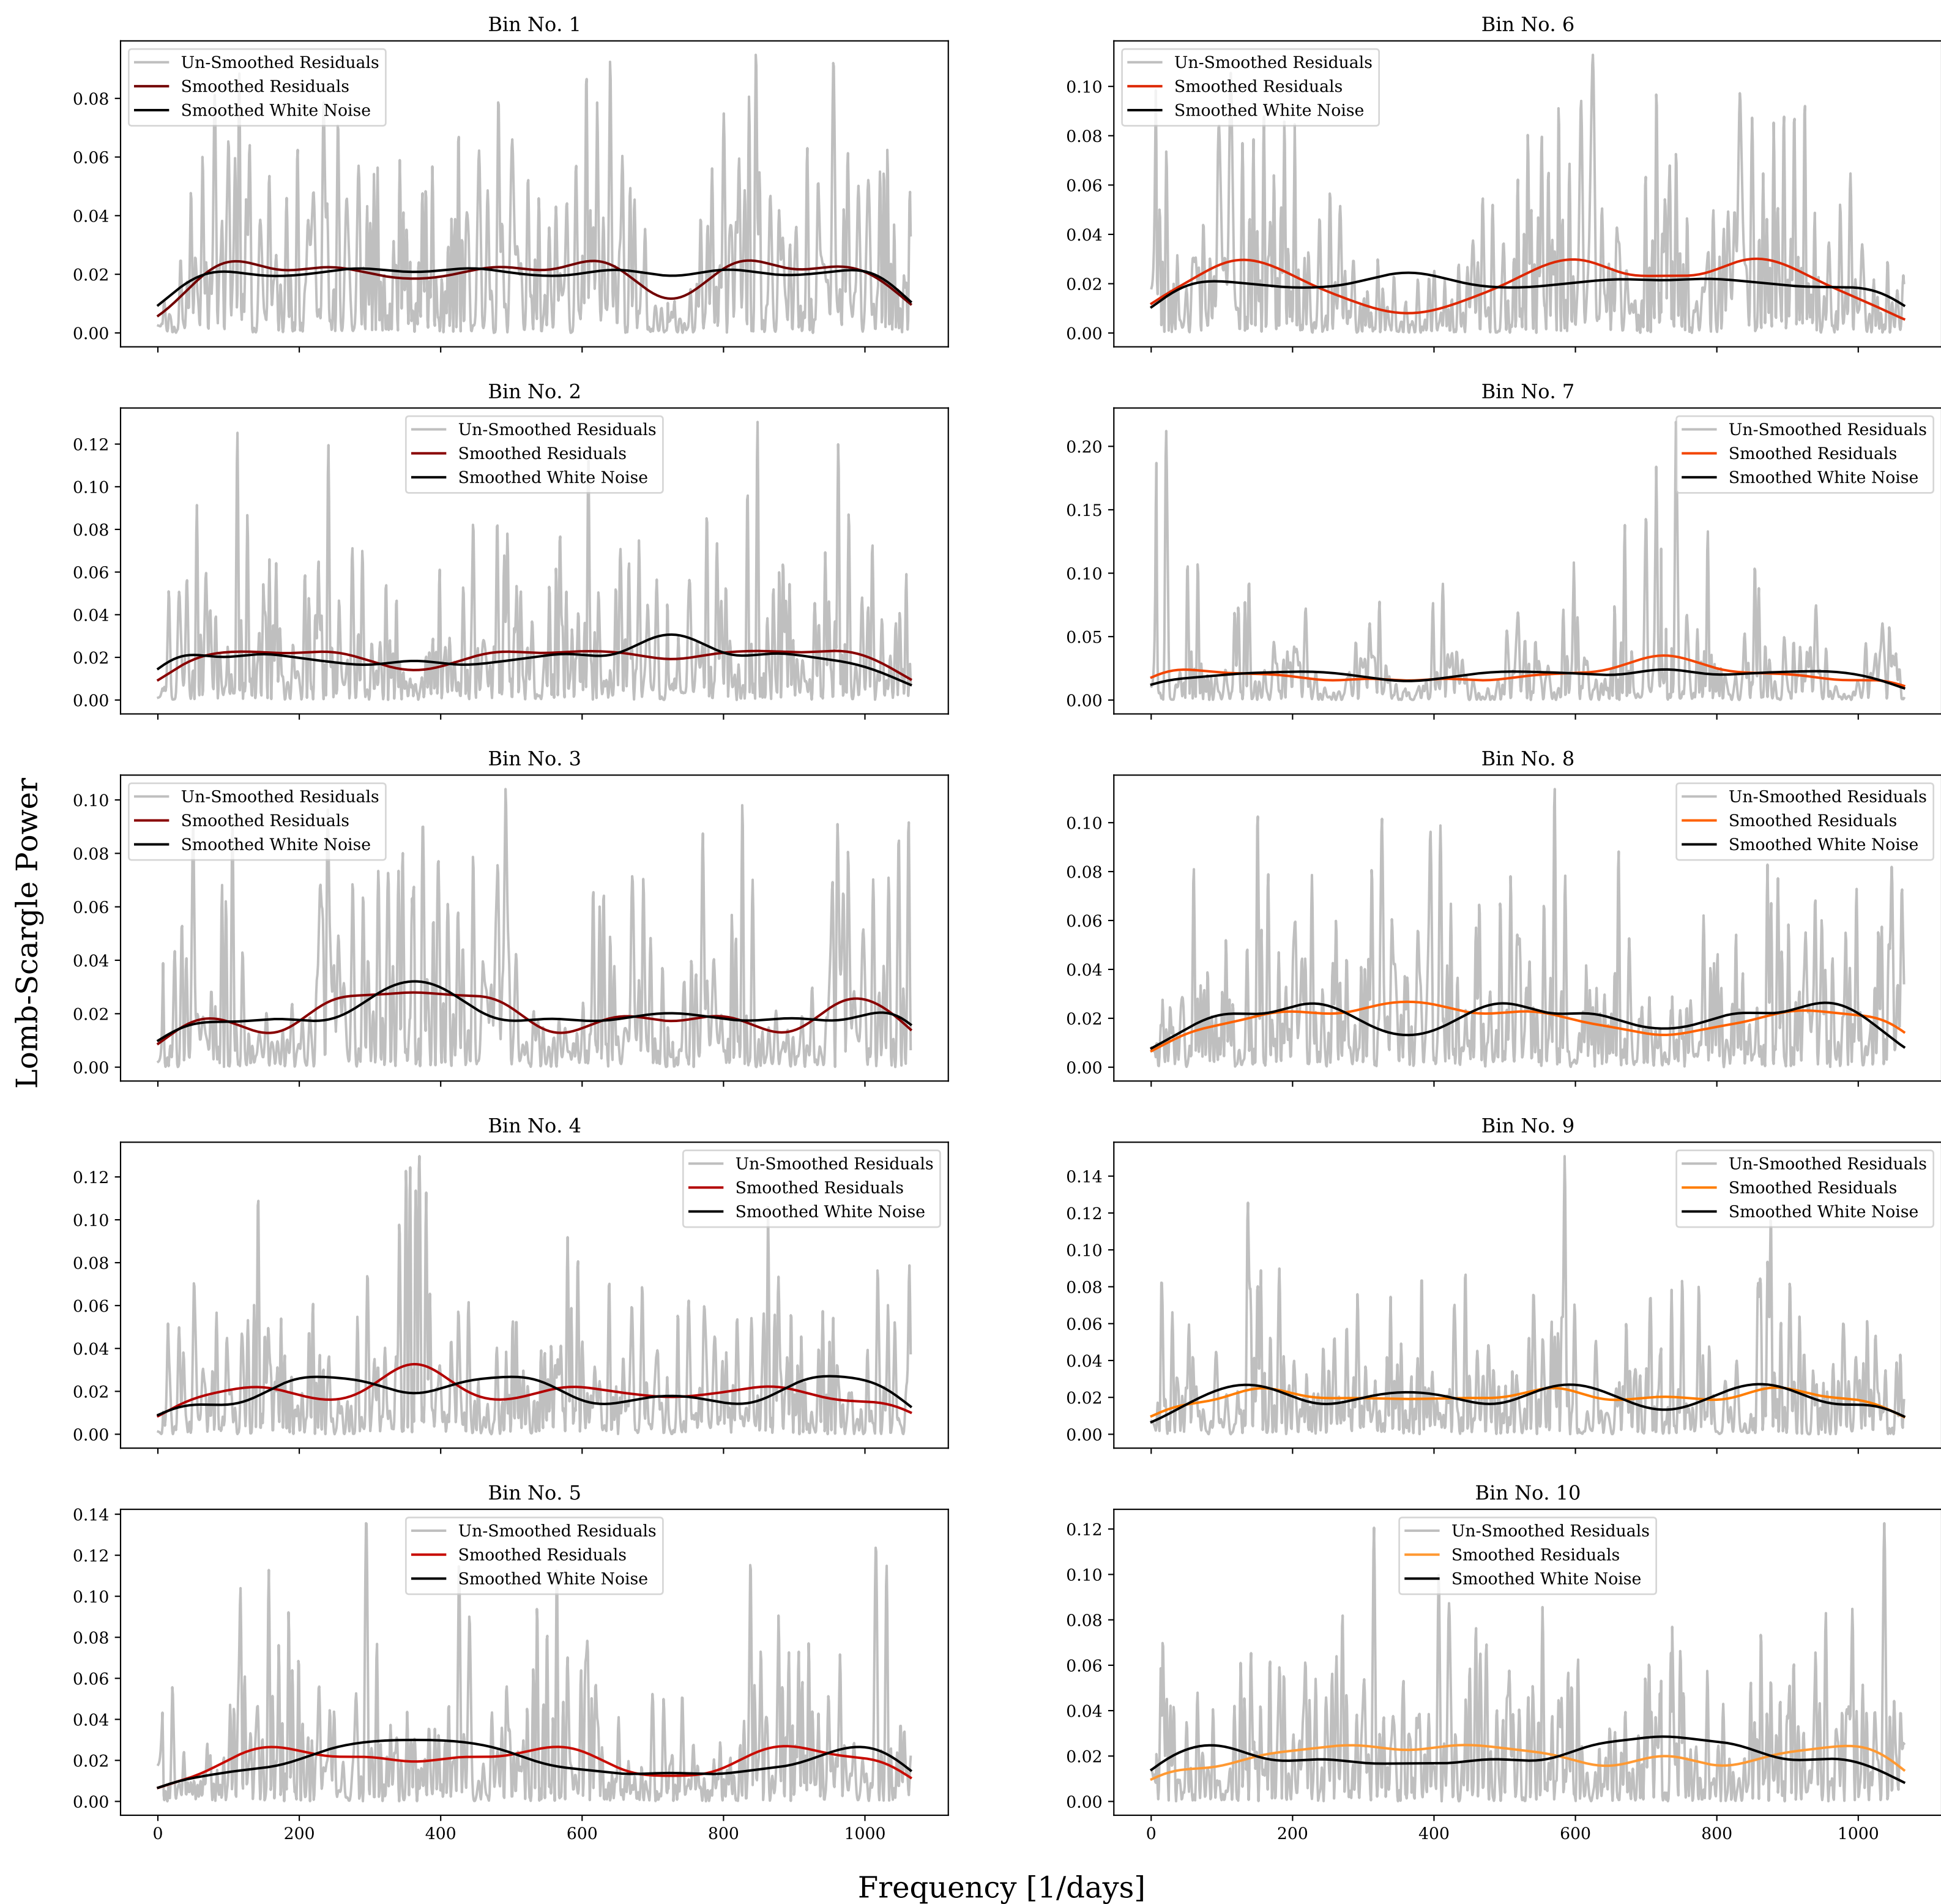 Lomb-Scargle Power
Bin No. 1
Un-Smoothed Residuals
Smoothed Residuals
Smoothed White Noise
0.08
0.06
0.04
0.02
0.00
Bin No. 2
Un-Smoothed Residuals
Smoothed Residuals
Smoothed White Noise
0.12
0.10
0.08
0.06
0.04
0.02
0.00
Bin No. 3
Un-Smoothed Residuals
Smoothed Residuals
Smoothed White Noise
0.10
0.08
0.06
0.04
0.02
0.00
Bin No. 4
Un-Smoothed Residuals
Smoothed Residuals
Smoothed White Noise
0.12
0.10
0.08
0.06
0.04
0.02
0.00
Bin No. 5
Un-Smoothed Residuals
Smoothed Residuals
Smoothed White Noise
0.14
0.12
0.10
0.08
0.06
0.04
0.02
0.00
0 200 400 600 800 1000
Bin No. 6
Un-Smoothed Residuals
Smoothed Residuals
Smoothed White Noise
0.10
0.08
0.06
0.04
0.02
0.00
Bin No. 7
Un-Smoothed Residuals
Smoothed Residuals
Smoothed White Noise
0.20
0.15
0.10
0.05
0.00
Bin No. 8
Un-Smoothed Residuals
Smoothed Residuals
Smoothed White Noise
0.10
0.08
0.06
0.04
0.02
0.00
Bin No. 9
Un-Smoothed Residuals
Smoothed Residuals
Smoothed White Noise
0.14
0.12
0.10
0.08
0.06
0.04
0.02
0.00
Bin No. 10
Un-Smoothed Residuals
Smoothed Residuals
Smoothed White Noise
0.12
0.10
0.08
0.06
0.04
0.02
0.00
0 200 400 600 800 1000
Frequency [1/days]